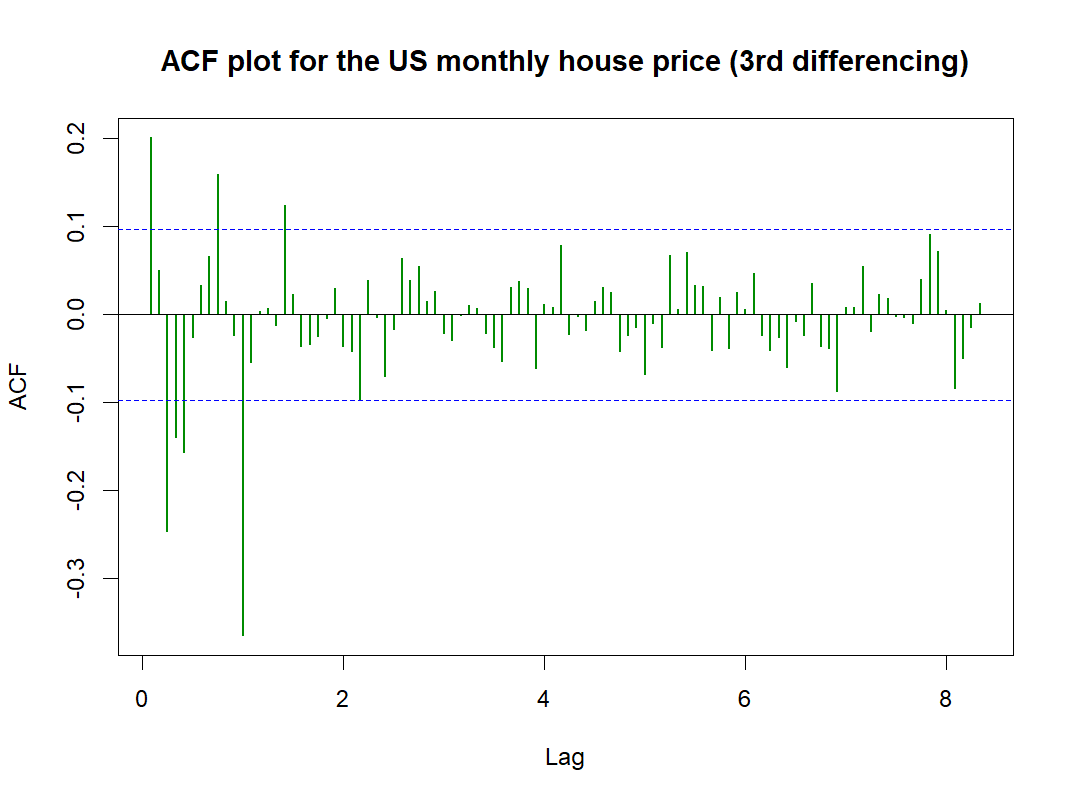 ACF plot for the US monthly house price (3rd differencing)
0.2
0.1
0.0
-0.1
-0.2
-0.3
ACF
0 2 4 6 8
Lag